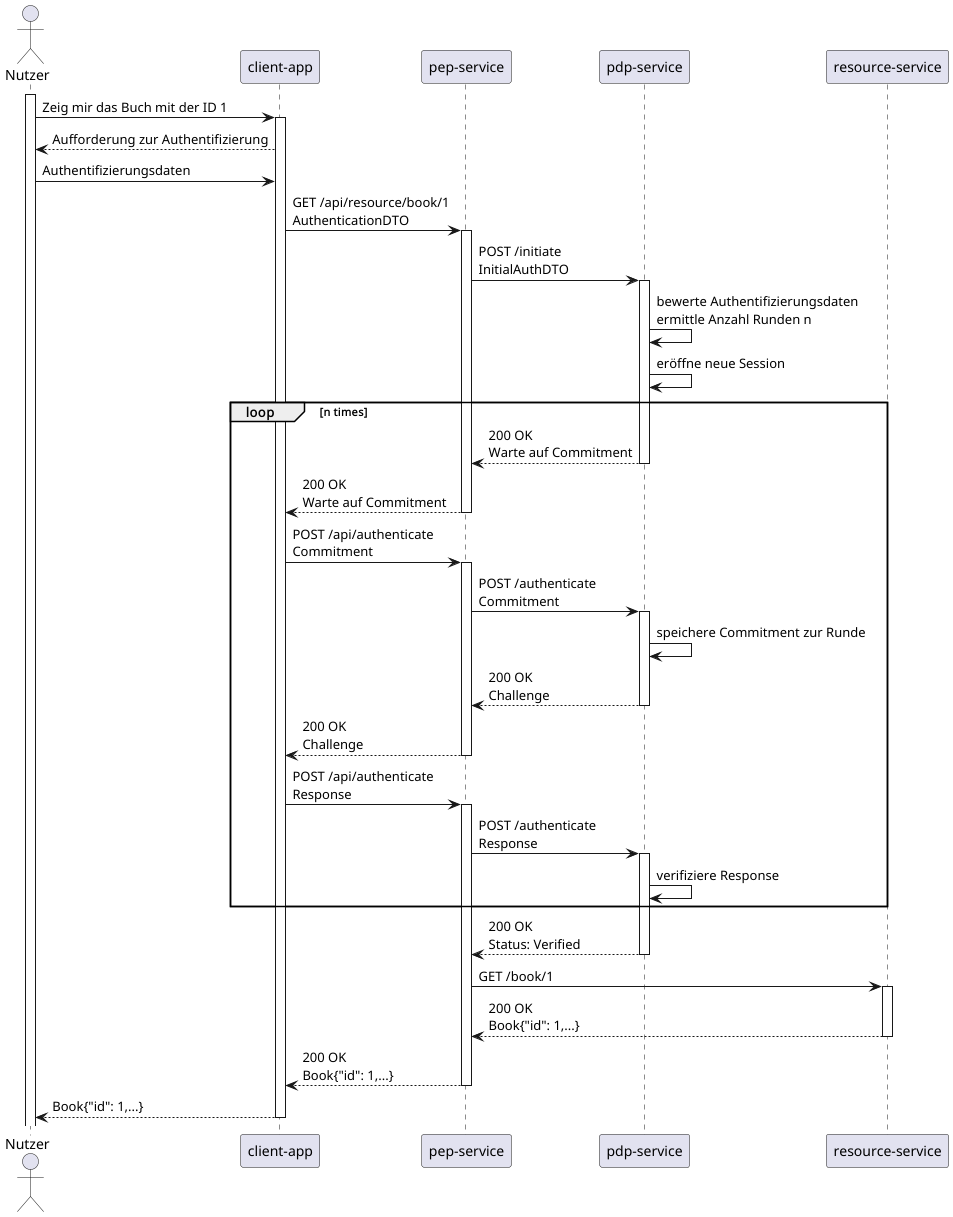 Nutzer
client-app
pep-service
pdp-service
resource-service
Zeig mir das Buch mit der ID 1
Aufforderung zur Authentifizierung
Authentifizierungsdaten
GET /api/resource/book/1
AuthenticationDTO
POST /initiate
InitialAuthDTO
bewerte Authentifizierungsdaten
ermittle Anzahl Runden n
eröffne neue Session
loop
[n times]
200 OK
Warte auf Commitment
200 OK
Warte auf Commitment
POST /api/authenticate
Commitment
POST /authenticate
Commitment
speichere Commitment zur Runde
200 OK
Challenge
200 OK
Challenge
POST /api/authenticate
Response
POST /authenticate
Response
verifiziere Response
200 OK
Status: Verified
GET /book/1
200 OK
Book{"id": 1,...}
200 OK
Book{"id": 1,...}
Book{"id": 1,...}
Nutzer
client-app
pep-service
pdp-service
resource-service